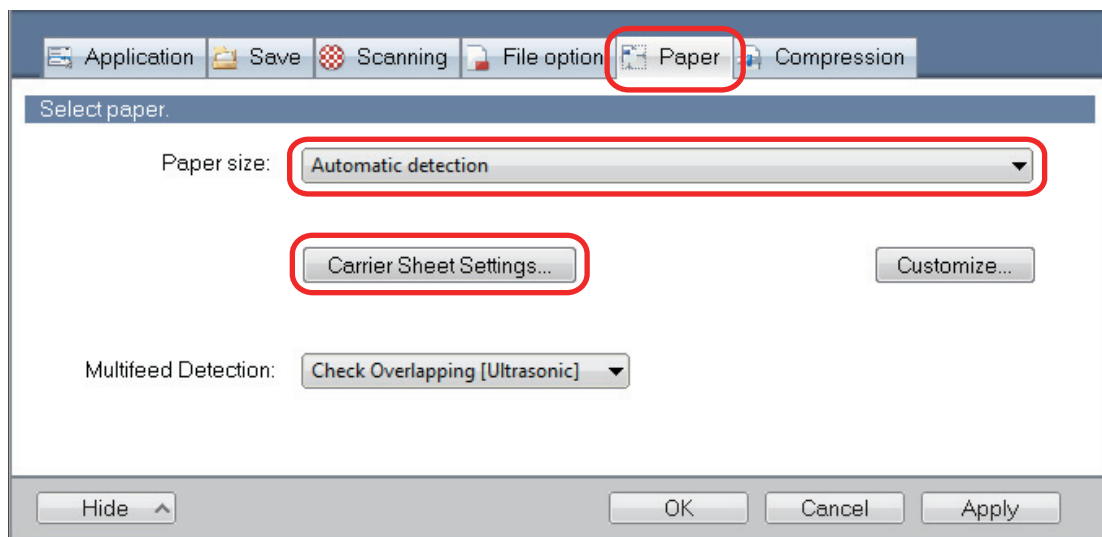 Application Save Scanning File option Paper Compression
Select paper.
Paper size: Automatic detection
Carrier Sheet Settings... Customize...
Multifeed Detection: Check Overlapping [Ultrasonic]
Hide OK Cancel Apply